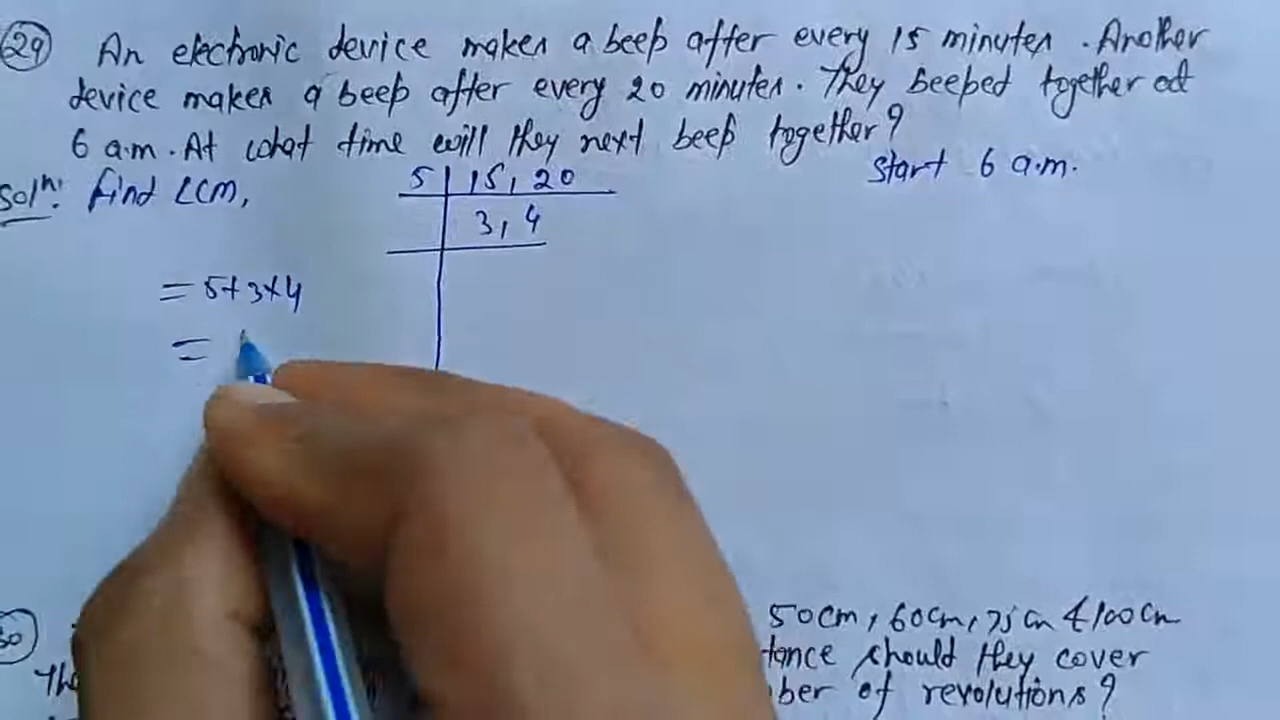 29 An electronic device makes a beep after every 15 minutes. Another
device makes a beep after every 20 minutes. They beeped together at
6 a.m. At what time will they next beep together?
start 6 a.m.
Solⁿ: find LCM,
5 | 15, 20
3, 4
= 5×3×4
=
50cm, 60cm, 75cm & 100cm
should they cover
of revolutions?